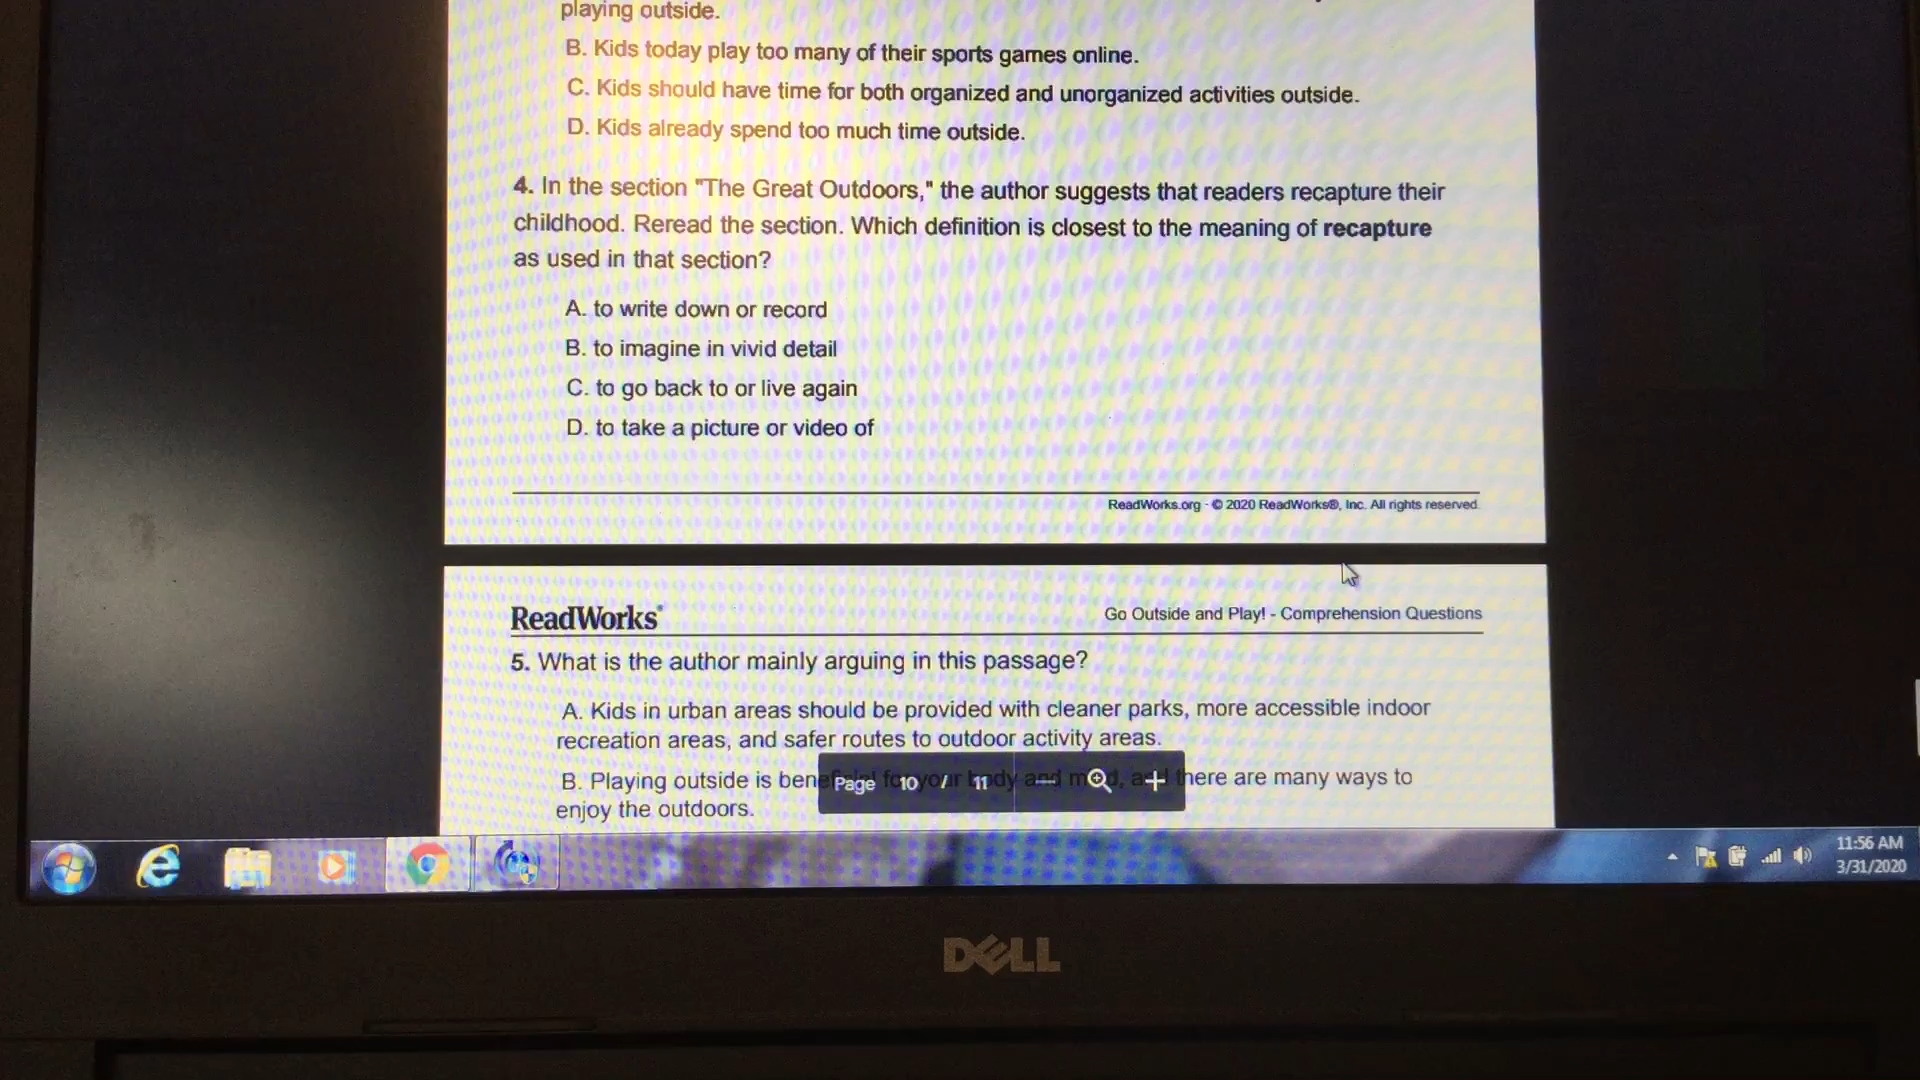 playing outside.
B. Kids today play too many of their sports games online.
C. Kids should have time for both organized and unorganized activities outside.
D. Kids already spend too much time outside.
4. In the section "The Great Outdoors," the author suggests that readers recapture their
childhood. Reread the section. Which definition is closest to the meaning of recapture
as used in that section?
A. to write down or record
B. to imagine in vivid detail
C. to go back to or live again
D. to take a picture or video of
ReadWorks.org - © 2020 ReadWorks®, Inc. All rights reserved.
ReadWorks®
Go Outside and Play! - Comprehension Questions
5. What is the author mainly arguing in this passage?
A. Kids in urban areas should be provided with cleaner parks, more accessible indoor
recreation areas, and safer routes to outdoor activity areas.
B. Playing outside is beneficial for your body and mind, and there are many ways to
enjoy the outdoors.
Page 10 / 11
11:56 AM
3/31/2020
DELL